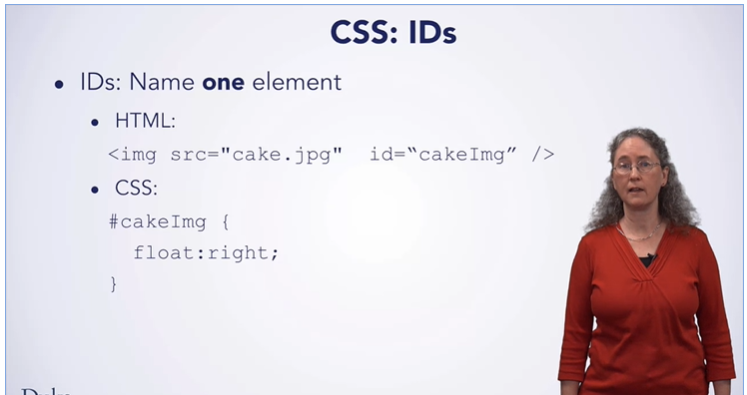 CSS: IDs
• IDs: Name one element
• HTML:
<img src="cake.jpg"  id=“cakeImg” />
• CSS:
#cakeImg {
float:right;
}